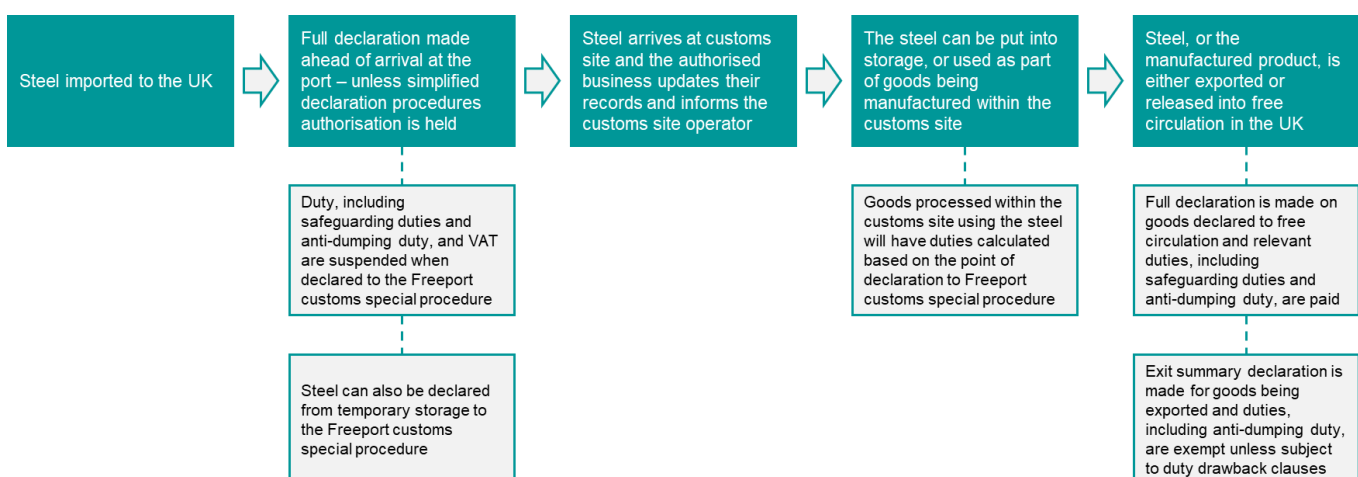 Steel imported to the UK
Full declaration made
ahead of arrival at the
port – unless simplified
declaration procedures
authorisation is held
Steel arrives at customs
site and the authorised
business updates their
records and informs the
customs site operator
The steel can be put into
storage, or used as part
of goods being
manufactured within the
customs site
Steel, or the
manufactured product, is
either exported or
released into free
circulation in the UK
Duty, including
safeguarding duties and
anti-dumping duty, and VAT
are suspended when
declared to the Freeport
customs special procedure
Goods processed within the
customs site using the steel
will have duties calculated
based on the point of
declaration to Freeport
customs special procedure
Full declaration is made on
goods declared to free
circulation and relevant
duties, including
safeguarding duties and
anti-dumping duty, are paid
Steel can also be declared
from temporary storage to
the Freeport customs
special procedure
Exit summary declaration is
made for goods being
exported and duties,
including anti-dumping duty,
are exempt unless subject
to duty drawback clauses